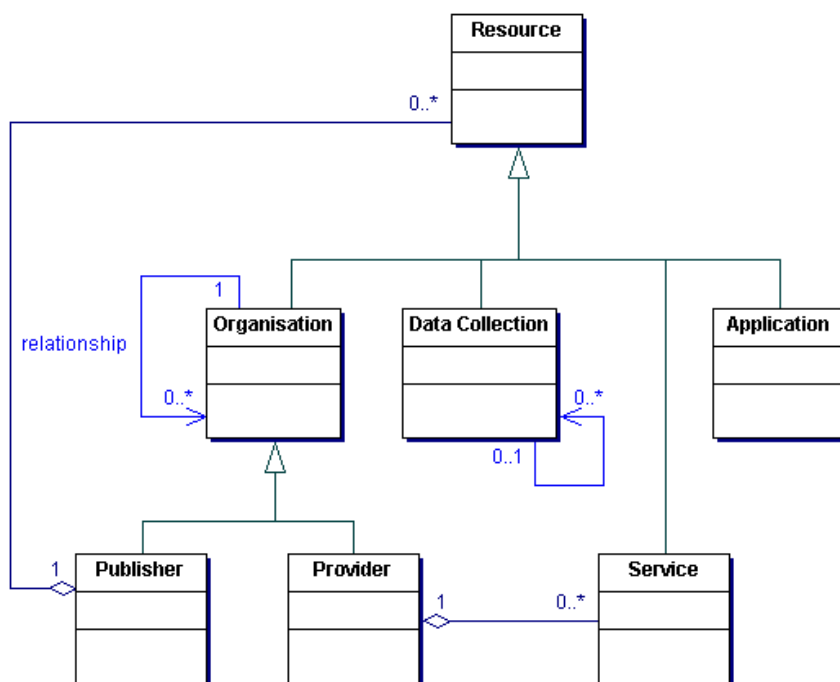 Resource
0..*
1
Organisation
Data Collection
Application
relationship
0..*
0..*
0..1
1
Publisher
Provider
1
0..*
Service